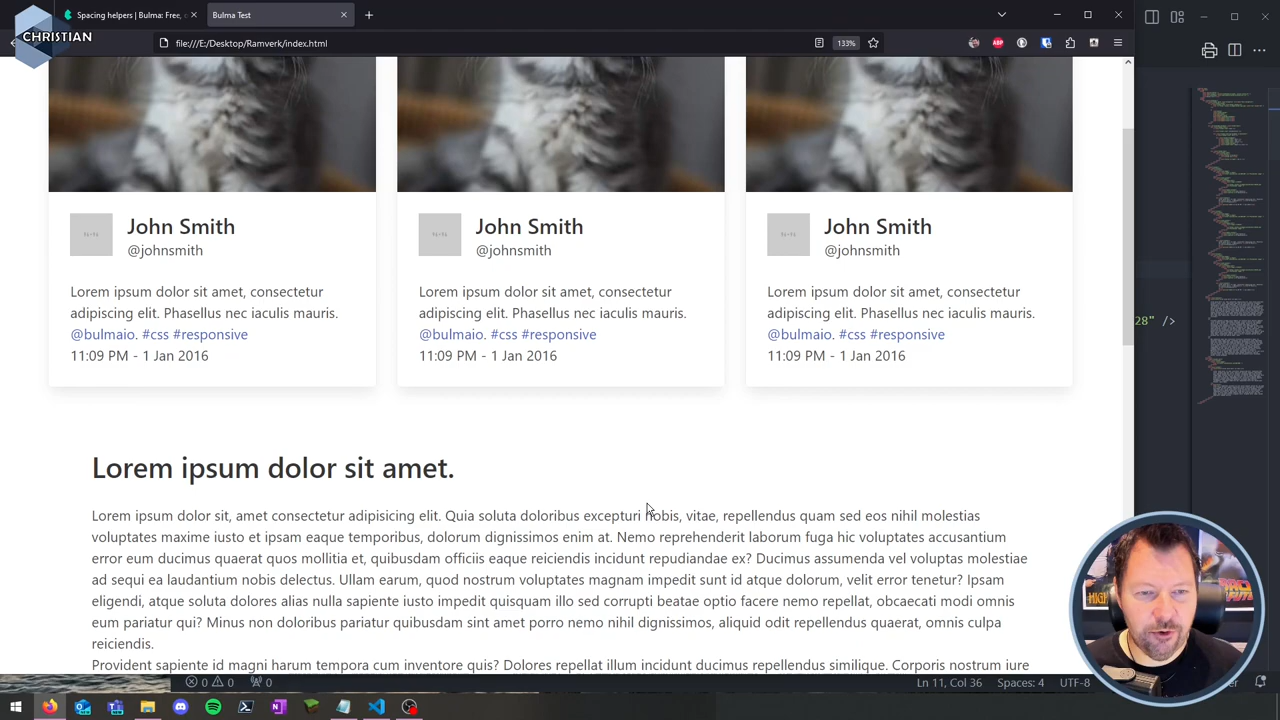 Spacing helpers | Bulma: Free, c
Bulma Test
CHRISTIAN
file:///E:/Desktop/Ramverk/index.html
133%
ABP
John Smith
@johnsmith
Lorem ipsum dolor sit amet, consectetur
adipiscing elit. Phasellus nec iaculis mauris.
@bulmaio. #css #responsive
11:09 PM - 1 Jan 2016
John Smith
@johnsmith
Lorem ipsum dolor sit amet, consectetur
adipiscing elit. Phasellus nec iaculis mauris.
@bulmaio. #css #responsive
11:09 PM - 1 Jan 2016
John Smith
@johnsmith
Lorem ipsum dolor sit amet, consectetur
adipiscing elit. Phasellus nec iaculis mauris.
@bulmaio. #css #responsive
11:09 PM - 1 Jan 2016
28" />
Lorem ipsum dolor sit amet.
Lorem ipsum dolor sit, amet consectetur adipisicing elit. Quia soluta doloribus excepturi nobis, vitae, repellendus quam sed eos nihil molestias
voluptates maxime iusto et ipsam eaque temporibus, dolorum dignissimos enim at. Nemo reprehenderit laborum fuga hic voluptates accusantium
error eum ducimus quaerat quos mollitia et, quibusdam officiis eaque reiciendis incidunt repudiandae ex? Ducimus assumenda vel voluptas molestiae
ad sequi ea laudantium nobis delectus. Ullam earum, quod nostrum voluptates magnam impedit sunt id atque dolorum, velit error tenetur? Ipsam
eligendi, atque soluta dolores alias nulla sapiente iusto impedit quisquam illo sed corrupti beatae optio facere nemo repellat, obcaecati modi omnis
eum pariatur qui? Minus non doloribus pariatur quibusdam sint amet porro nemo nihil dignissimos, aliquid odit repellendus quaerat, omnis culpa
reiciendis.
Provident sapiente id magni harum tempora cum inventore quis? Dolores repellat illum incidunt ducimus repellendus similique. Corporis nostrum iure
0 0 0
Ln 11, Col 36
Spaces: 4
UTF-8